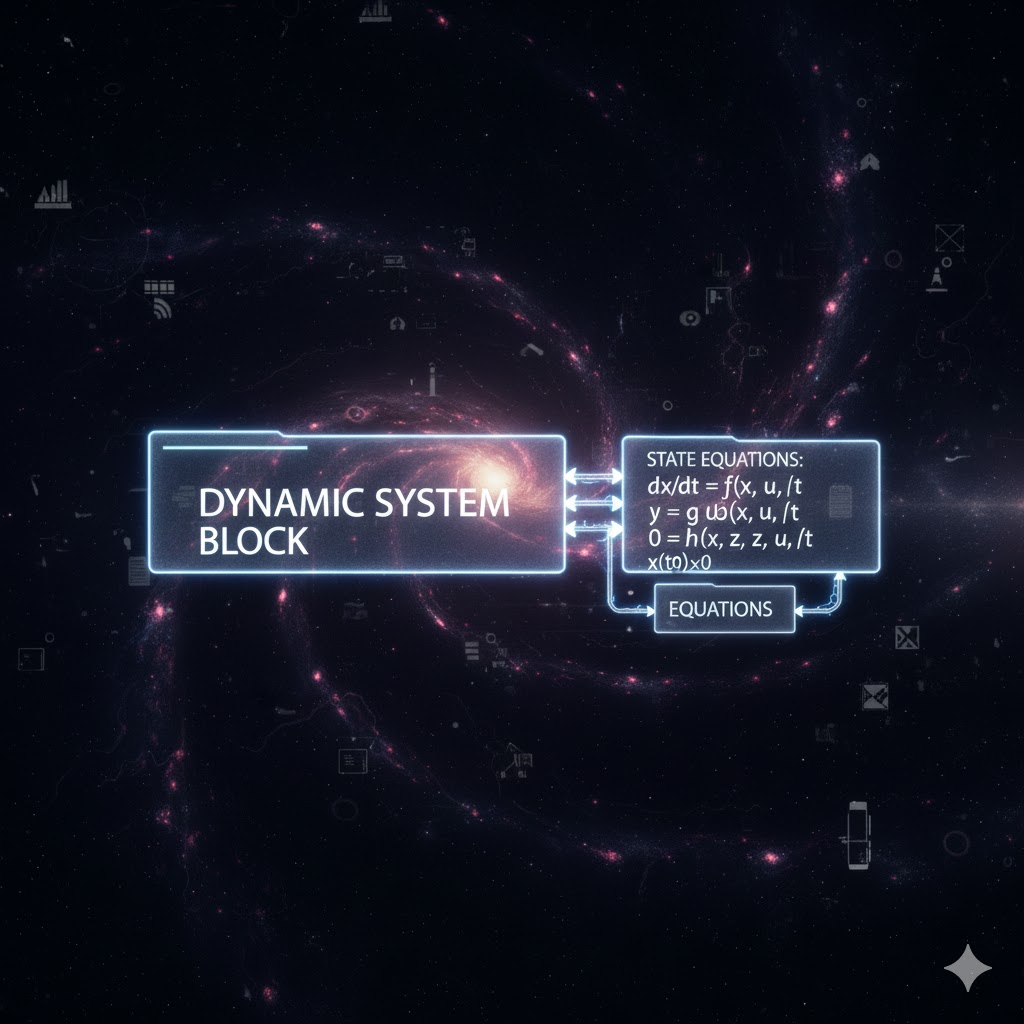 DYNAMIC SYSTEM
BLOCK
STATE EQUATIONS:
dx/dt = f(x, u, /t
y = g (x, u, /t
0 = h(x, z, z, u, /t
x(t0)×0
EQUATIONS